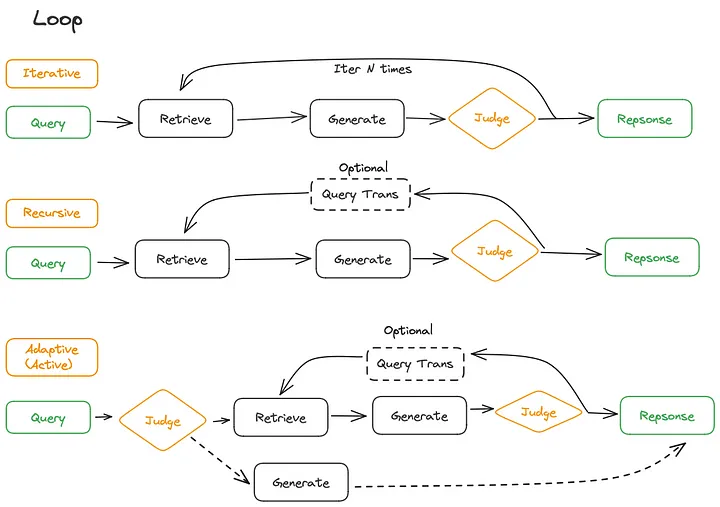 Loop
Iterative
Iter N times
Query
Retrieve
Generate
Judge
Repsonse
Optional
Query Trans
Recursive
Query
Retrieve
Generate
Judge
Repsonse
Optional
Adaptive
(Active)
Query Trans
Query
Judge
Retrieve
Generate
Judge
Repsonse
Generate